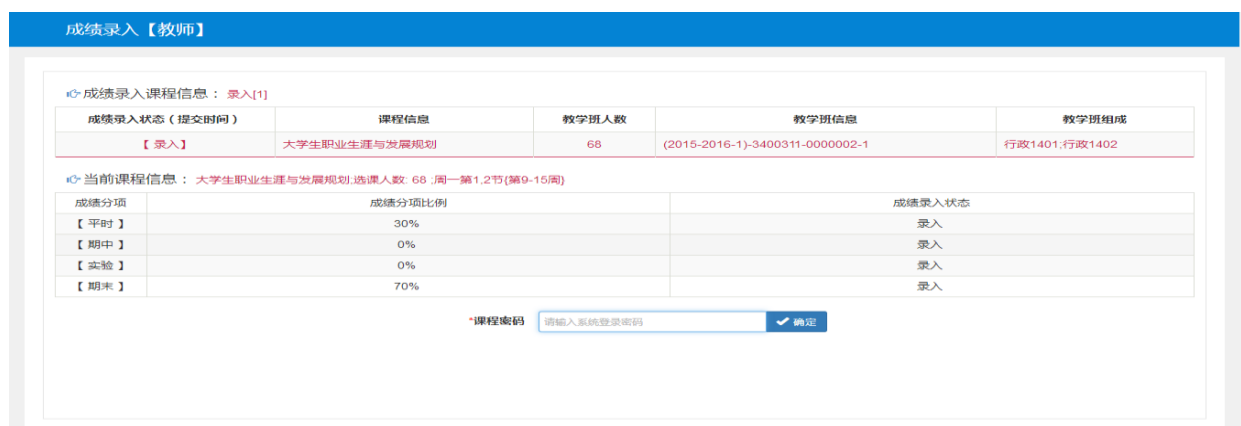 成绩录入【教师】
成绩录入课程信息： 录入[1]
成绩录入状态（提交时间） 课程信息 教学班人数 教学班信息 教学班组成
【 录入】 大学生职业生涯与发展规划 68 (2015-2016-1)-3400311-0000002-1 行政1401;行政1402
当前课程信息： 大学生职业生涯与发展规划;选课人数: 68 ;周一第1,2节{第9-15周}
成绩分项 成绩分项比例 成绩录入状态
【 平时 】 30% 录入
【 期中 】 0% 录入
【 实验 】 0% 录入
【 期末 】 70% 录入
*课程密码 请输入系统登录密码 确定